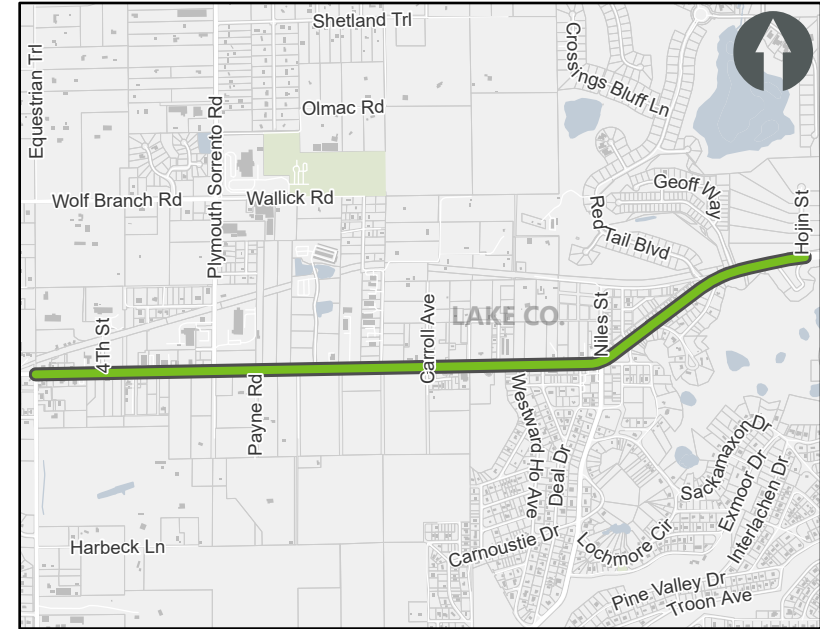 Shetland Trl
Equestrian Trl
Crossings Bluff Ln
Plymouth Sorrento Rd
Olmac Rd
Wolf Branch Rd
Wallick Rd
Geoff Way
Red Tail Blvd
Hojin St
4Th St
Carroll Ave
LAKE CO.
Niles St
Payne Rd
Westward Ho Ave
Deal Dr
Sackamaxon Dr
Exmoor Dr
Interlachen Dr
Harbeck Ln
Carnoustie Dr
Lochmore Cir
Pine Valley Dr
Troon Ave